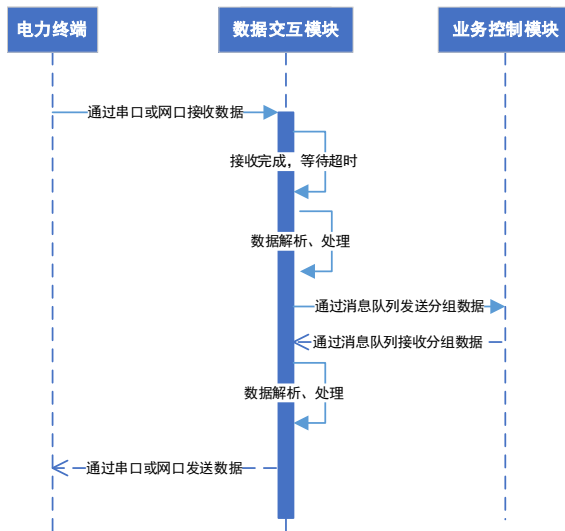 电力终端
数据交互模块
业务控制模块
通过串口或网口接收数据
接收完成，等待超时
数据解析、处理
通过消息队列发送分组数据
通过消息队列接收分组数据
数据解析、处理
通过串口或网口发送数据